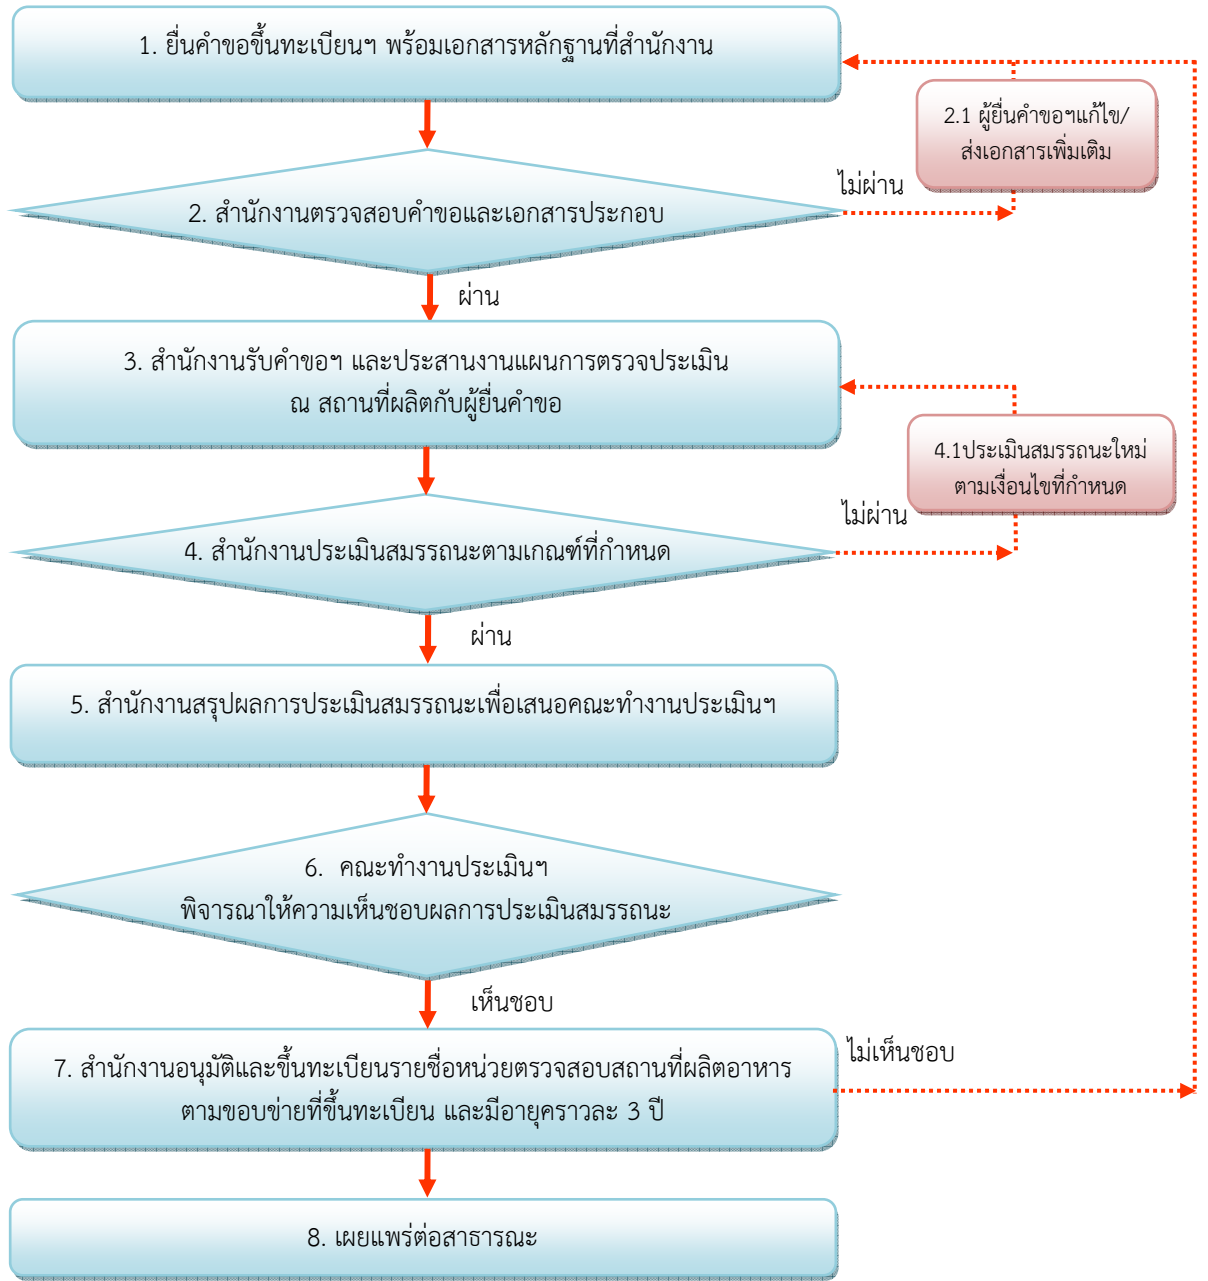 1. ยื่นคำขอขึ้นทะเบียนฯ พร้อมเอกสารหลักฐานที่สำนักงาน
2.1 ผู้ยื่นคำขอฯแก้ไข/
ส่งเอกสารเพิ่มเติม
ไม่ผ่าน
2. สำนักงานตรวจสอบคำขอและเอกสารประกอบ
ผ่าน
3. สำนักงานรับคำขอฯ และประสานงานแผนการตรวจประเมิน
ณ สถานที่ผลิตกับผู้ยื่นคำขอ
4.1ประเมินสมรรถนะใหม่
ตามเงื่อนไขที่กำหนด
ไม่ผ่าน
4. สำนักงานประเมินสมรรถนะตามเกณฑ์ที่กำหนด
ผ่าน
5. สำนักงานสรุปผลการประเมินสมรรถนะเพื่อเสนอคณะทำงานประเมินฯ
6. คณะทำงานประเมินฯ
พิจารณาให้ความเห็นชอบผลการประเมินสมรรถนะ
เห็นชอบ
ไม่เห็นชอบ
7. สำนักงานอนุมัติและขึ้นทะเบียนรายชื่อหน่วยตรวจสอบสถานที่ผลิตอาหาร
ตามขอบข่ายที่ขึ้นทะเบียน และมีอายุคราวละ 3 ปี
8. เผยแพร่ต่อสาธารณะ